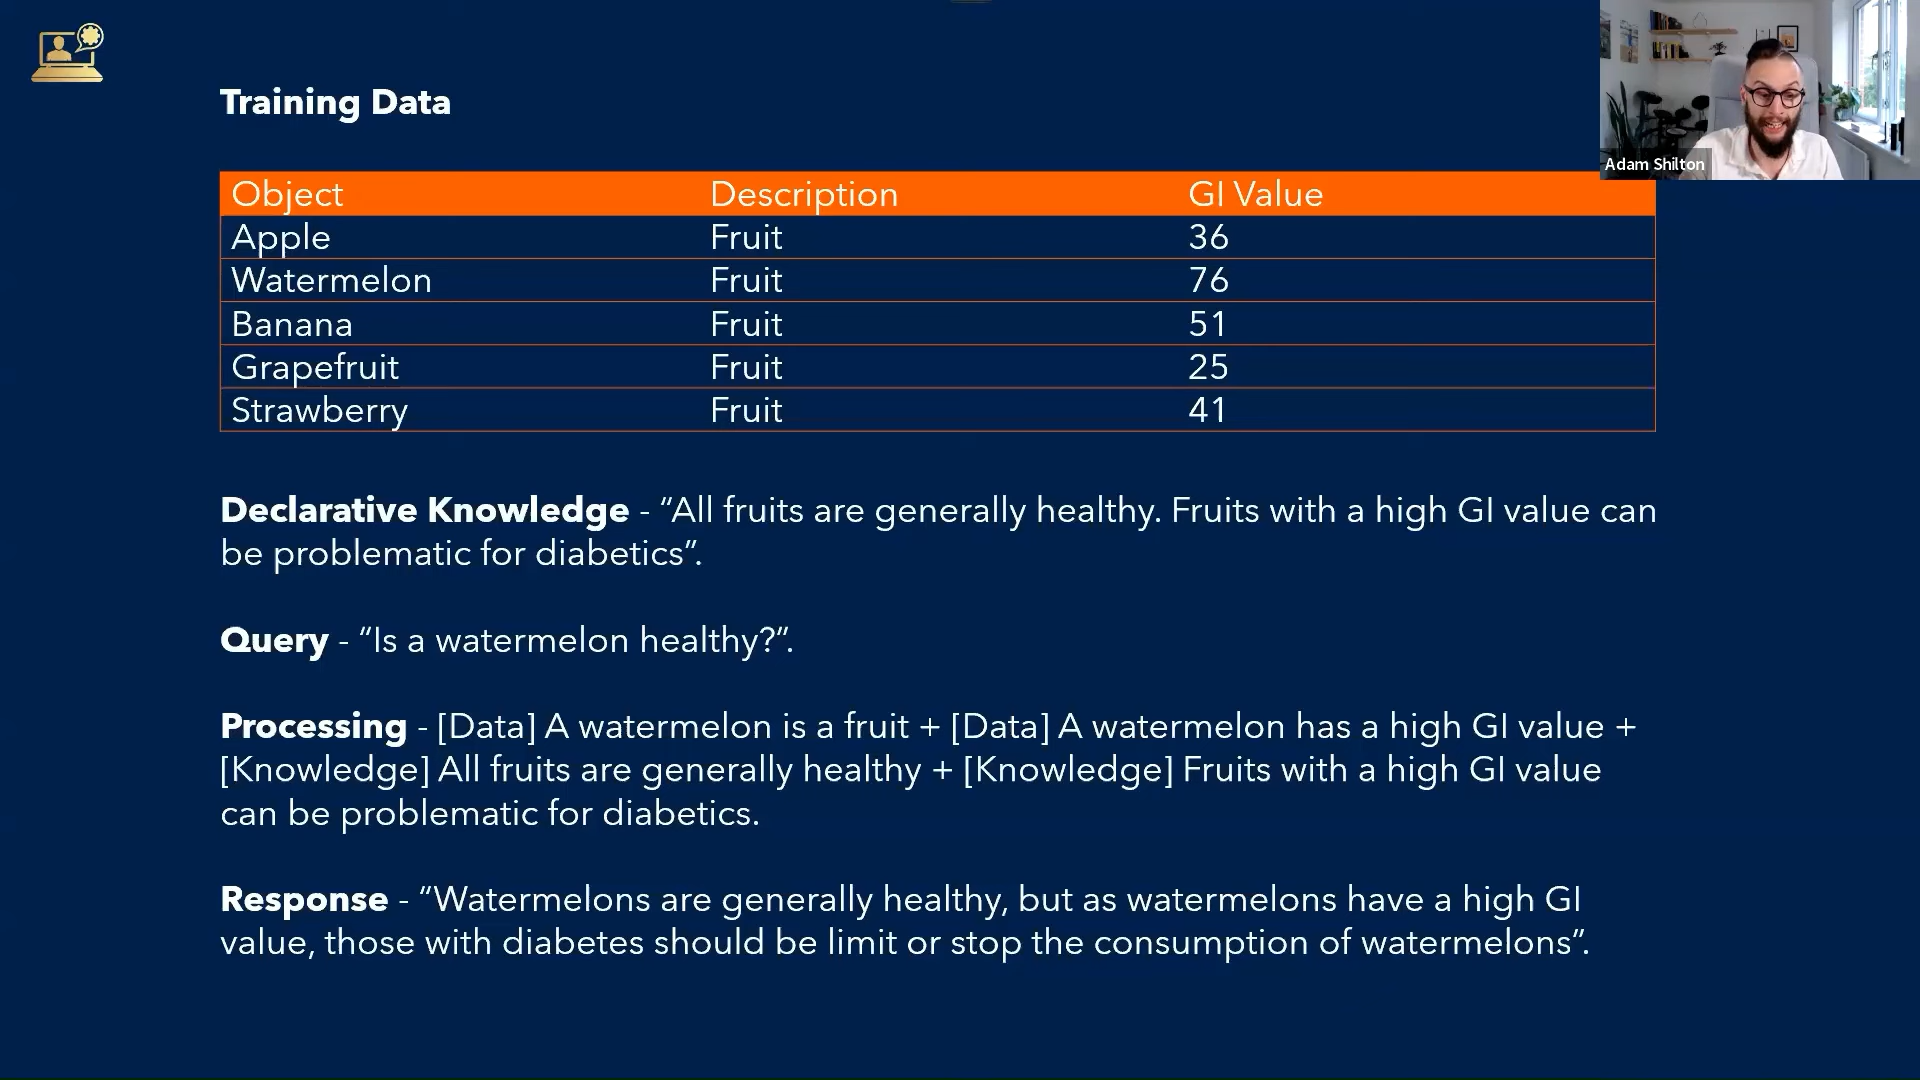 Training Data
Adam Shilton
Object Description GI Value
Apple Fruit 36
Watermelon Fruit 76
Banana Fruit 51
Grapefruit Fruit 25
Strawberry Fruit 41
Declarative Knowledge - “All fruits are generally healthy. Fruits with a high GI value can
be problematic for diabetics”.
Query - “Is a watermelon healthy?”.
Processing - [Data] A watermelon is a fruit + [Data] A watermelon has a high GI value +
[Knowledge] All fruits are generally healthy + [Knowledge] Fruits with a high GI value
can be problematic for diabetics.
Response - “Watermelons are generally healthy, but as watermelons have a high GI
value, those with diabetes should be limit or stop the consumption of watermelons”.